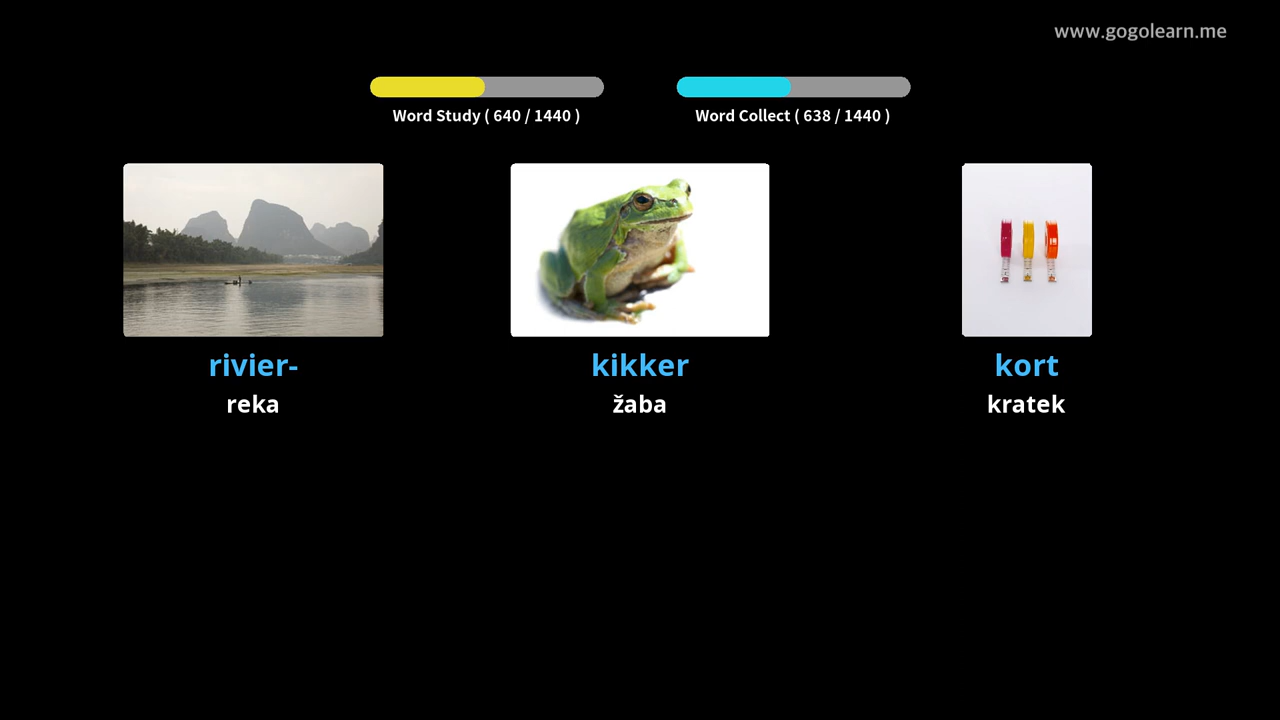 www.gogolearn.me
Word Study ( 640 / 1440 )
Word Collect ( 638 / 1440 )
rivier-
kikker
kort
reka
žaba
kratek